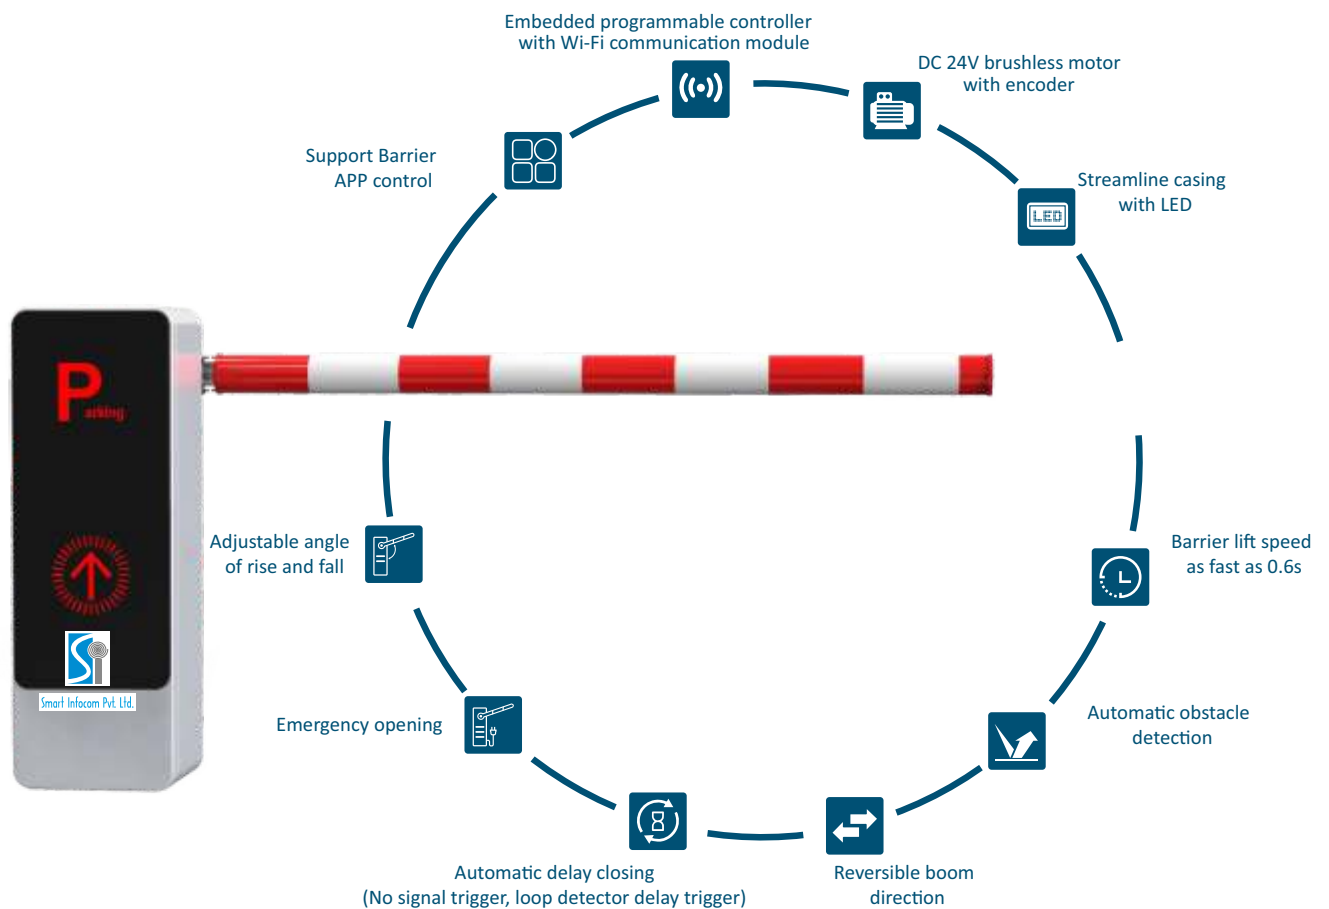 Embedded programmable controller
with Wi-Fi communication module
DC 24V brushless motor
with encoder
Support Barrier
APP control
Streamline casing
with LED
LED
Parking
Adjustable angle
of rise and fall
Barrier lift speed
as fast as 0.6s
Si
Smart Infocom Pvt. Ltd.
Emergency opening
Automatic obstacle
detection
Automatic delay closing
(No signal trigger, loop detector delay trigger)
Reversible boom
direction